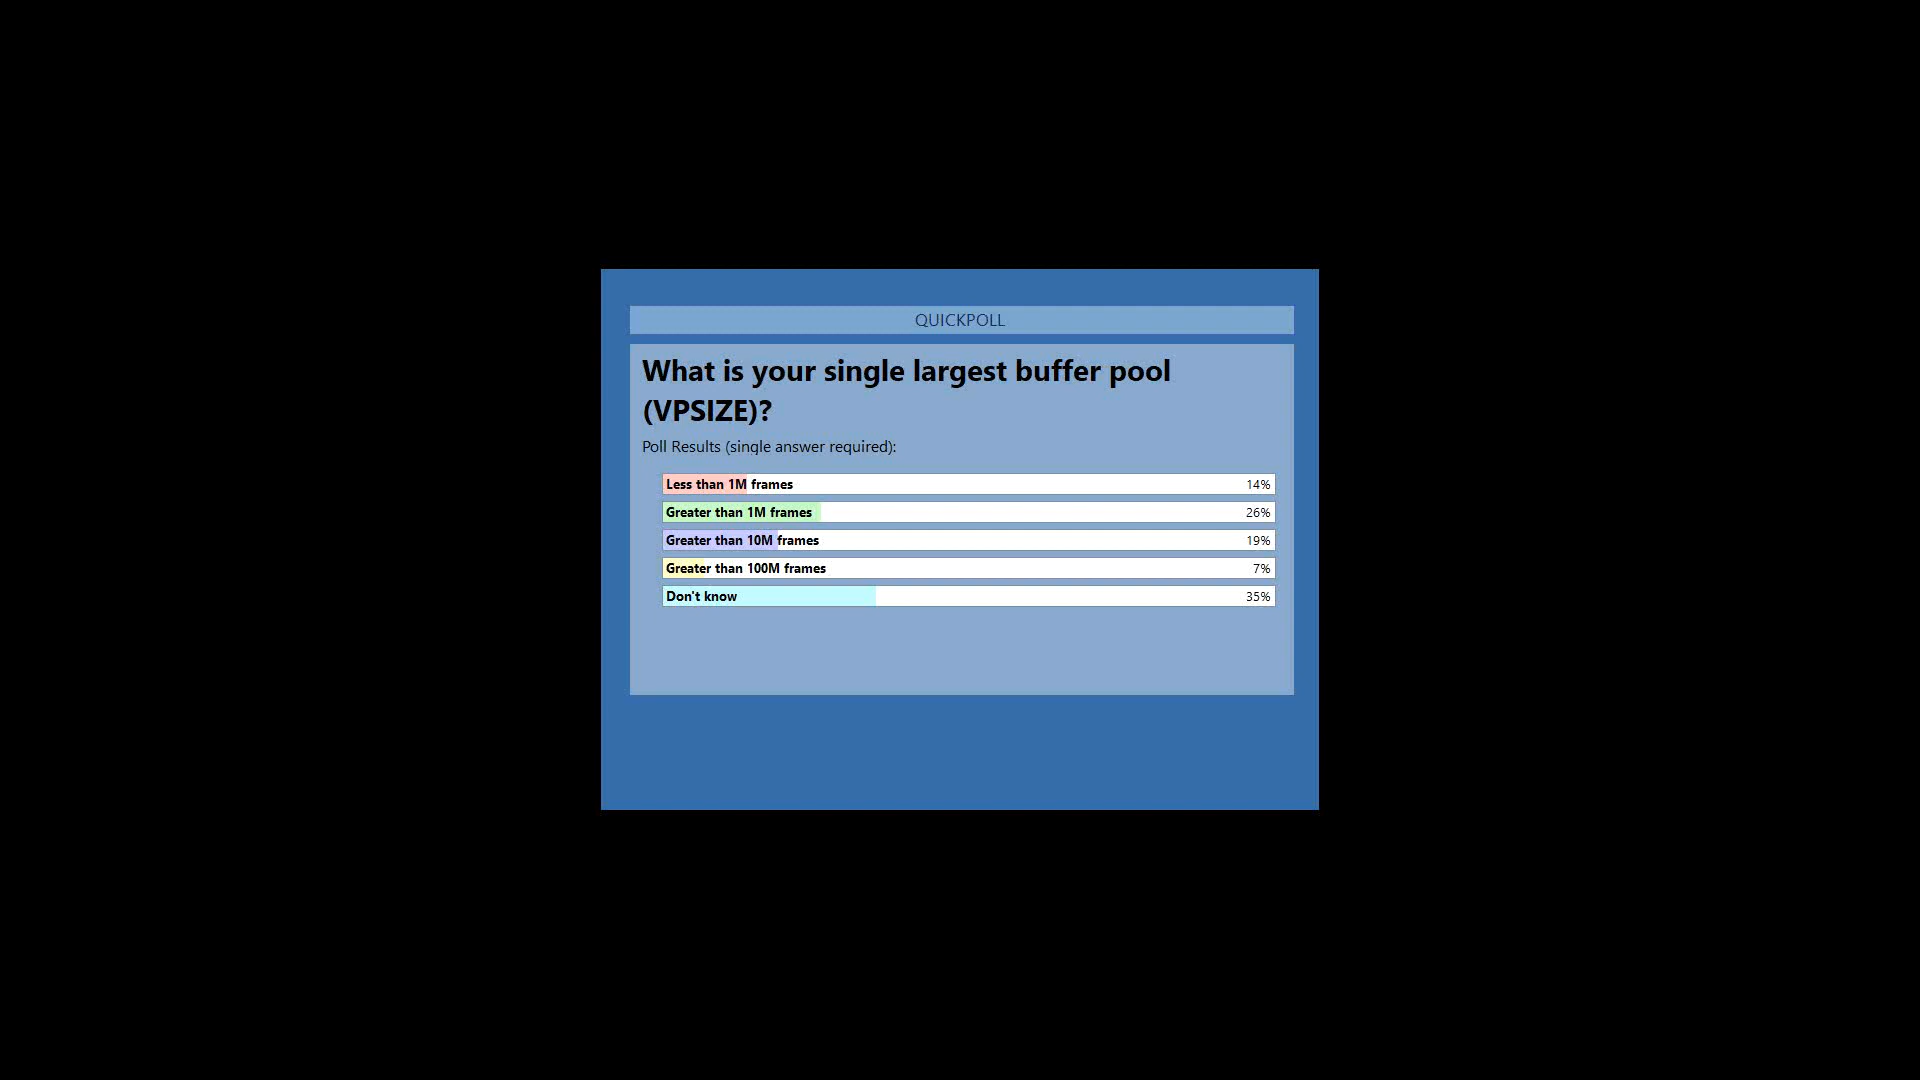 QUICKPOLL
What is your single largest buffer pool
(VPSIZE)?
Poll Results (single answer required):
Less than 1M frames 14%
Greater than 1M frames 26%
Greater than 10M frames 19%
Greater than 100M frames 7%
Don't know 35%